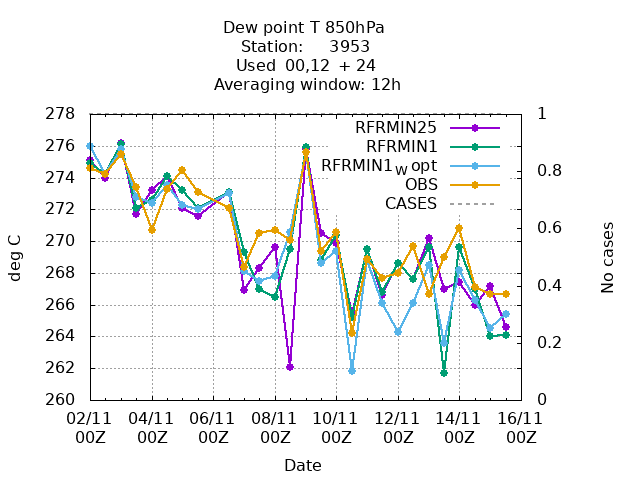 Dew point T 850hPa
Station: 3953
Used 00,12 + 24
Averaging window: 12h
278
276
274
272
270
268
266
264
262
260
deg C
1
0.8
0.6
0.4
0.2
0
No cases
RFRMIN25
RFRMIN1
RFRMIN1w opt
OBS
CASES
02/11 04/11 06/11 08/11 10/11 12/11 14/11 16/11
00Z 00Z 00Z 00Z 00Z 00Z 00Z 00Z
Date